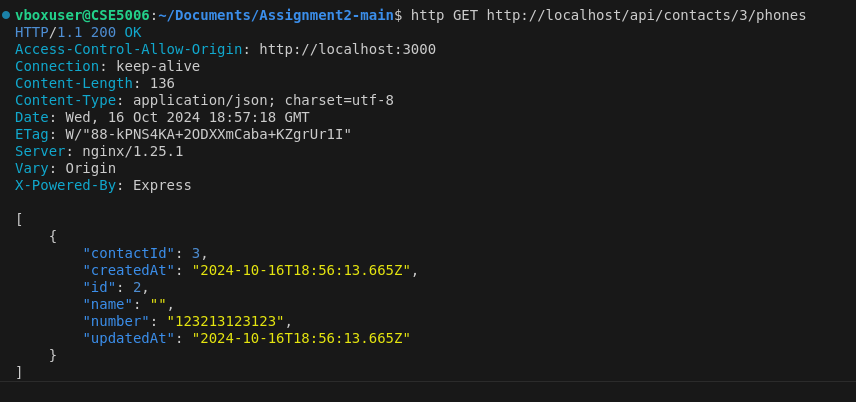 vboxuser@CSE5006:~/Documents/Assignment2-main$ http GET http://localhost/api/contacts/3/phones
HTTP/1.1 200 OK
Access-Control-Allow-Origin: http://localhost:3000
Connection: keep-alive
Content-Length: 136
Content-Type: application/json; charset=utf-8
Date: Wed, 16 Oct 2024 18:57:18 GMT
ETag: W/"88-kPNS4KA+2ODXXmCaba+KZgrUr1I"
Server: nginx/1.25.1
Vary: Origin
X-Powered-By: Express

[
    {
        "contactId": 3,
        "createdAt": "2024-10-16T18:56:13.665Z",
        "id": 2,
        "name": "",
        "number": "123213123123",
        "updatedAt": "2024-10-16T18:56:13.665Z"
    }
]